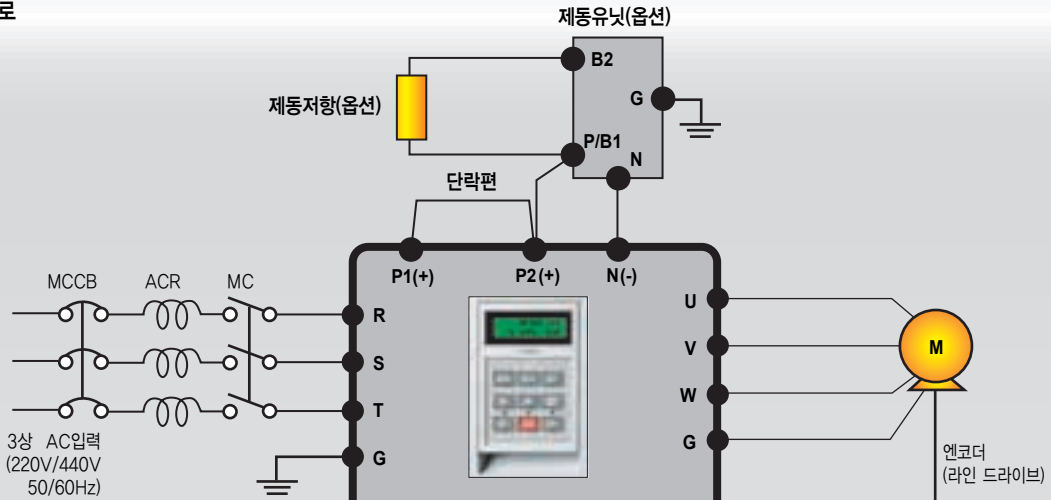 로
제동유닛(옵션)
B2
G
제동저항(옵션)
P/B1
N
단락편
P1(+)
P2(+)
N(-)
MCCB
ACR
MC
R
S
T
G
U
V
W
G
M
3상 AC입력
(220V/440V
50/60Hz)
엔코더
(라인 드라이브)